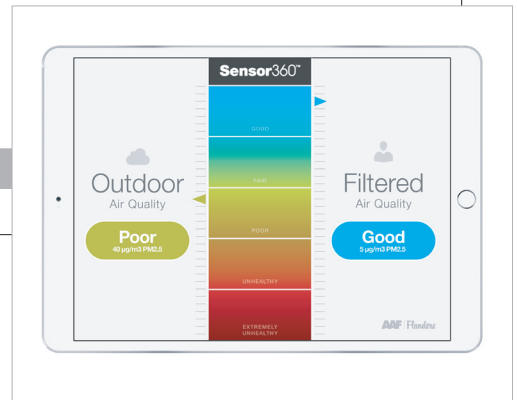 Sensor360™
GOOD
FAIR
POOR
UNHEALTHY
EXTREMELY
UNHEALTHY
Outdoor
Air Quality
Poor
40 µg/m3 PM2.5
Filtered
Air Quality
Good
5 µg/m3 PM2.5
AAF | Flanders